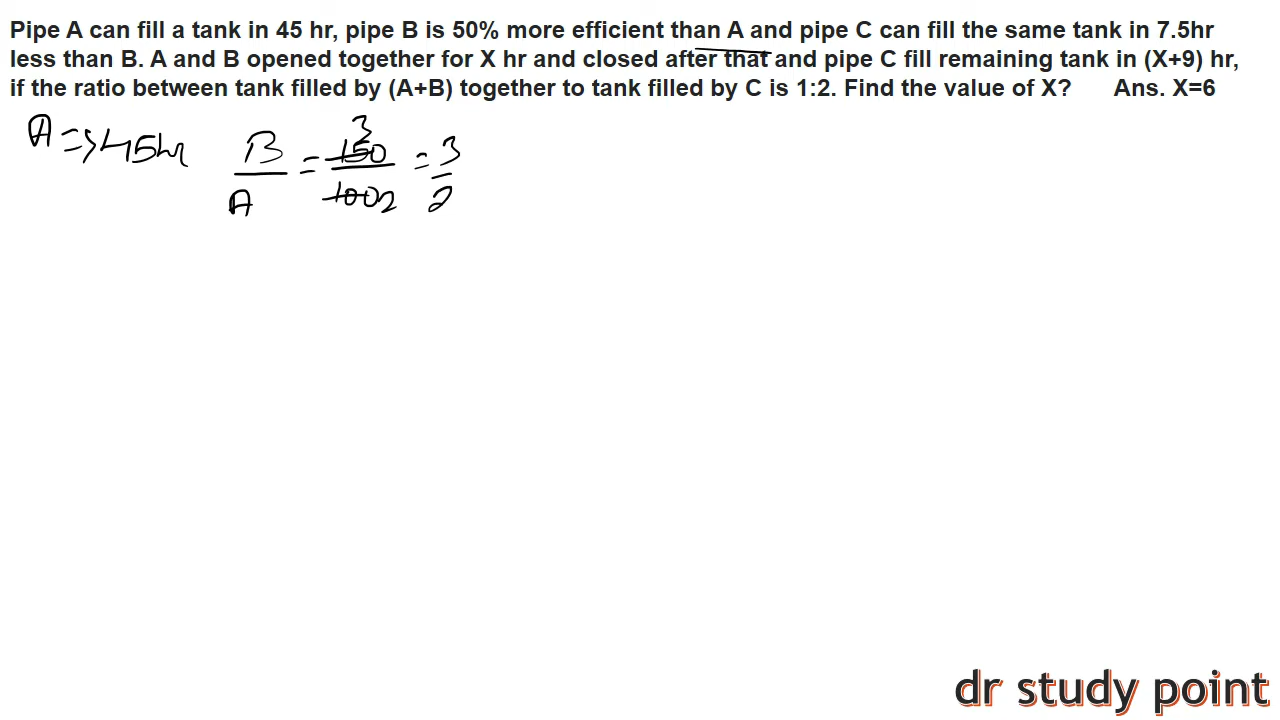 Pipe A can fill a tank in 45 hr, pipe B is 50% more efficient than A and pipe C can fill the same tank in 7.5hr
less than B. A and B opened together for X hr and closed after that and pipe C fill remaining tank in (X+9) hr,
if the ratio between tank filled by (A+B) together to tank filled by C is 1:2. Find the value of X? Ans. X=6
A => 45hr
B/A = 150/100 3 2 = 3/2
dr study point